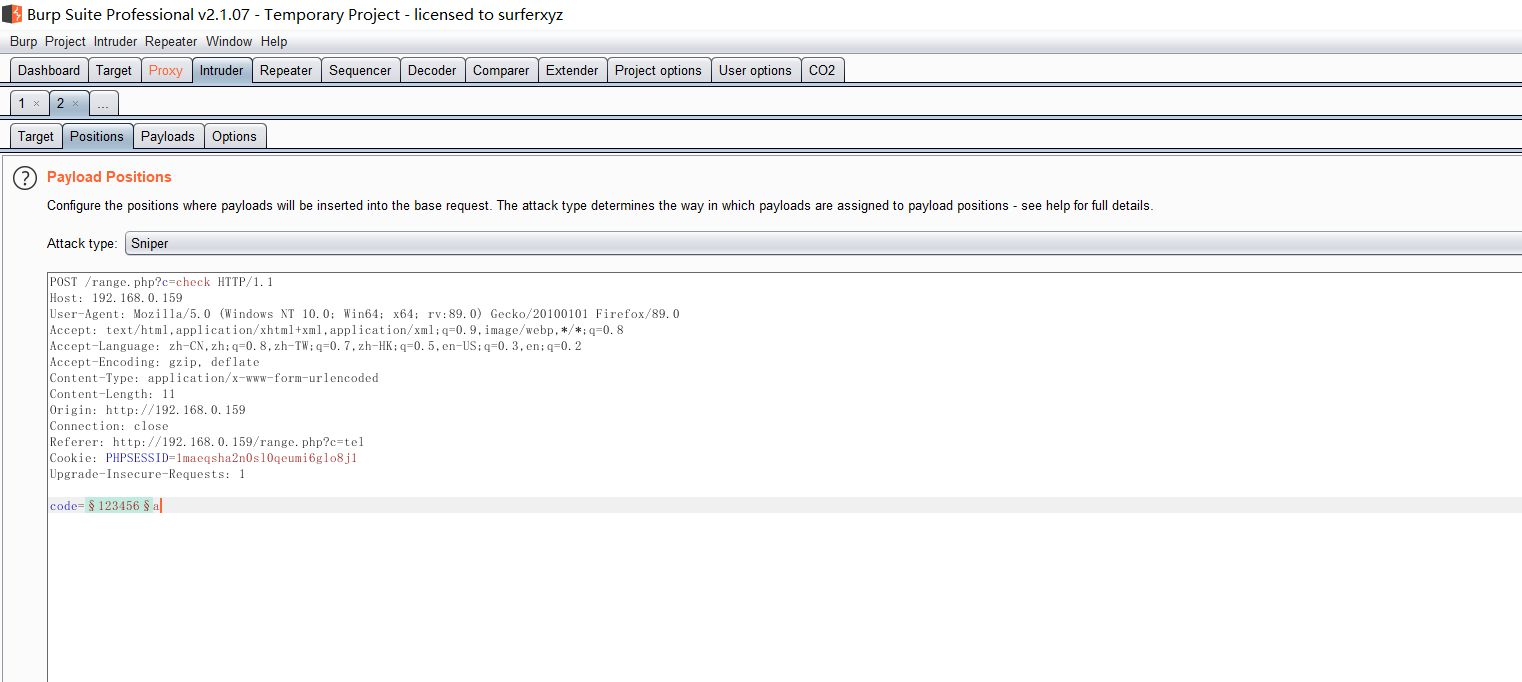 Burp Suite Professional v2.1.07 - Temporary Project - licensed to surferxyz
Burp Project Intruder Repeater Window Help
Dashboard Target Proxy Intruder Repeater Sequencer Decoder Comparer Extender Project options User options CO2
1 × 2 × ...
Target Positions Payloads Options
? Payload Positions
Configure the positions where payloads will be inserted into the base request. The attack type determines the way in which payloads are assigned to payload positions - see help for full details.
Attack type: Sniper
POST /range.php?c=check HTTP/1.1
Host: 192.168.0.159
User-Agent: Mozilla/5.0 (Windows NT 10.0; Win64; x64; rv:89.0) Gecko/20100101 Firefox/89.0
Accept: text/html,application/xhtml+xml,application/xml;q=0.9,image/webp,*/*;q=0.8
Accept-Language: zh-CN,zh;q=0.8,zh-TW;q=0.7,zh-HK;q=0.5,en-US;q=0.3,en;q=0.2
Accept-Encoding: gzip, deflate
Content-Type: application/x-www-form-urlencoded
Content-Length: 11
Origin: http://192.168.0.159
Connection: close
Referer: http://192.168.0.159/range.php?c=tel
Cookie: PHPSESSID=1maeqsha2n0sl0qeumi6glo8j1
Upgrade-Insecure-Requests: 1
code=§123456§a